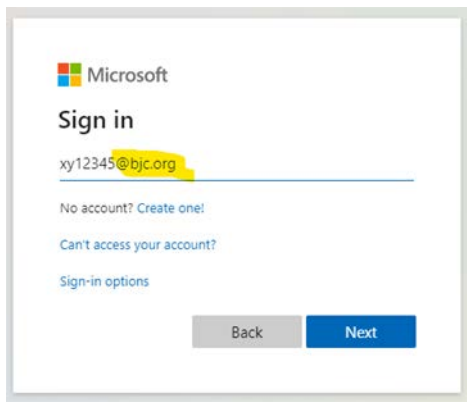 Microsoft
Sign in
xy12345@bjc.org
No account? Create one!
Can't access your account?
Sign-in options
Back Next